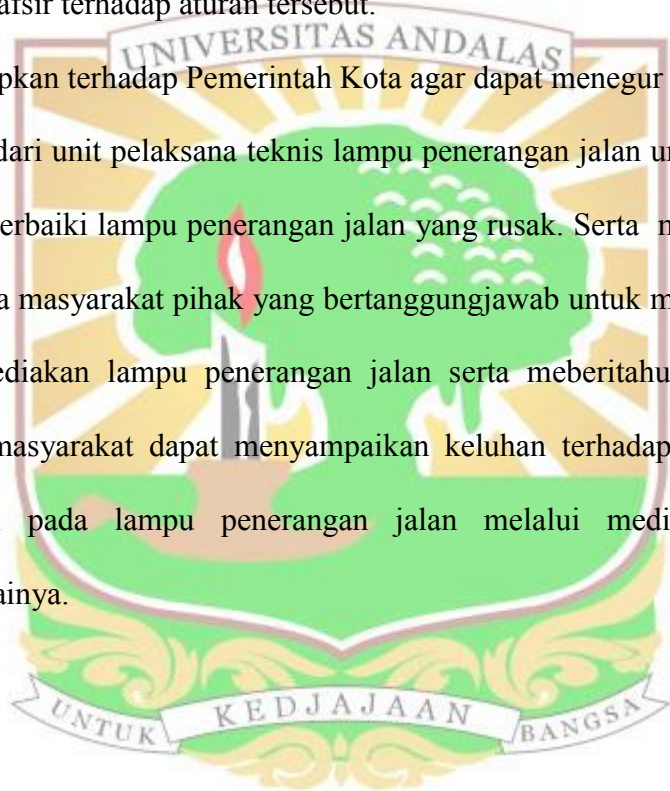 afsir terhadap aturan tersebut.
UNIVERSITAS ANDALAS
pkan terhadap Pemerintah Kota agar dapat menegur
dari unit pelaksana teknis lampu penerangan jalan u
erbaiki lampu penerangan jalan yang rusak. Serta
a masyarakat pihak yang bertanggungjawab untuk m
ediakan lampu penerangan jalan serta meberitahu
masyarakat dapat menyampaikan keluhan terhadap
pada lampu penerangan jalan melalui medi
ainya.
UNTUK KEDJAJAAN BANGSA